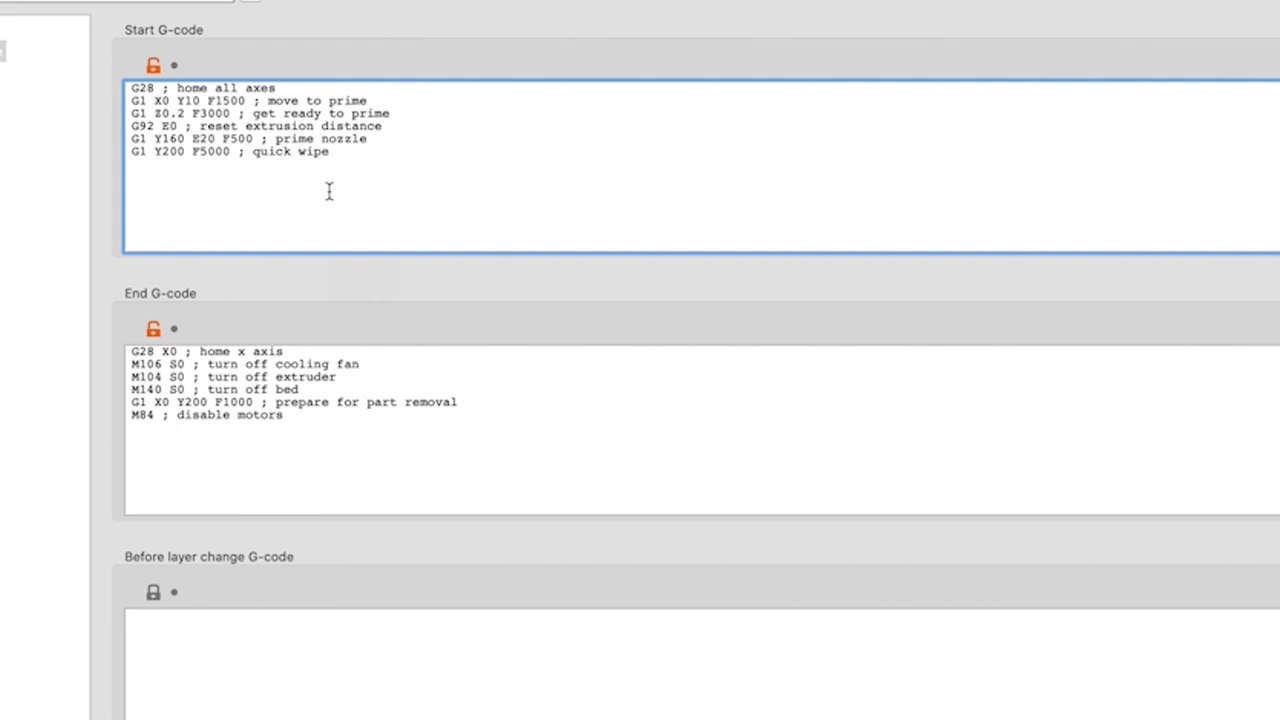 Start G-code
G28 ; home all axes
G1 X0 Y10 F1500 ; move to prime
G1 Z0.2 F3000 ; get ready to prime
G92 E0 ; reset extrusion distance
G1 Y160 E20 F500 ; prime nozzle
G1 Y200 F5000 ; quick wipe
End G-code
G28 X0 ; home x axis
M106 S0 ; turn off cooling fan
M104 S0 ; turn off extruder
M140 S0 ; turn off bed
G1 X0 Y200 F1000 ; prepare for part removal
M84 ; disable motors
Before layer change G-code